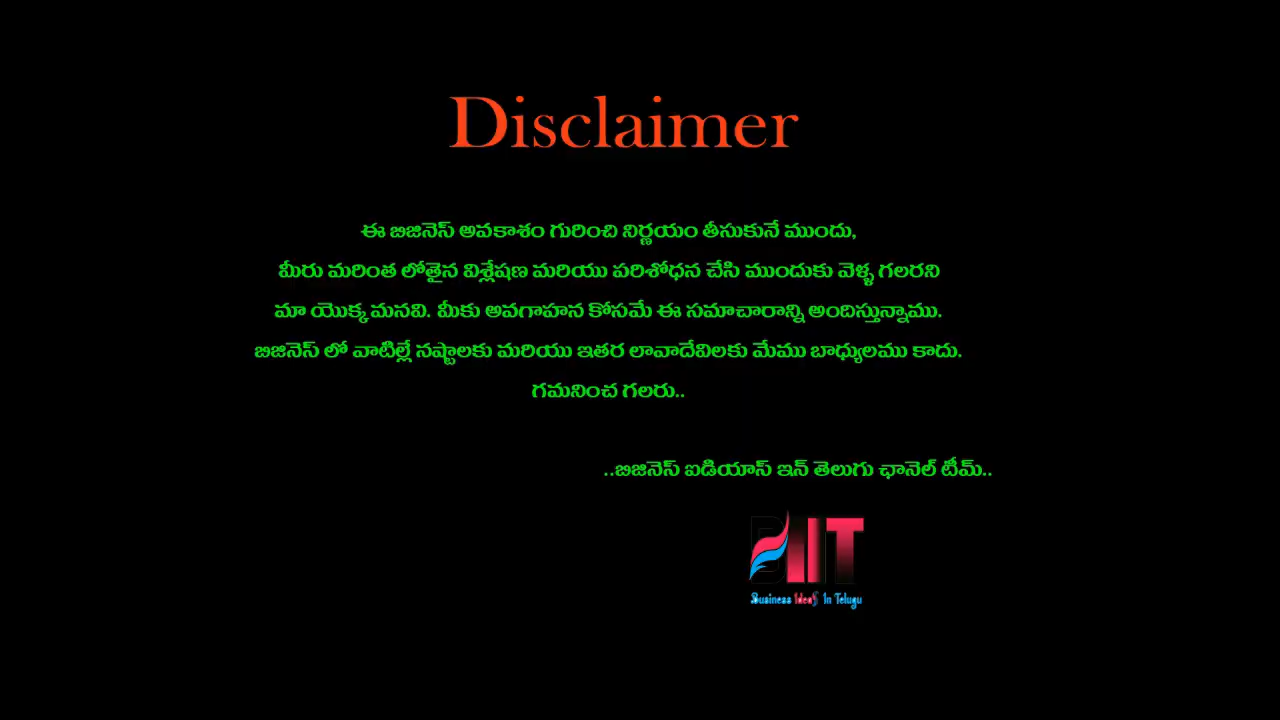 Disclaimer
ఈ బిజినెస్ అవకాశం గురించి నిర్ణయం తీసుకునే ముందు,
మీరు మరింత లోతైన విశ్లేషణ మరియు పరిశోధన చేసి ముందుకు వెళ్ళ గలరని
మా యొక్క మనవి. మీకు అవగాహన కోసమే ఈ సమాచారాన్ని అందిస్తున్నాము.
బిజినెస్ లో వాటిల్లే నష్టాలకు మరియు ఇతర లావాదేవిలకు మేము బాధ్యులము కాదు.
గమనించ గలరు..
..బిజినెస్ ఐడియాస్ ఇన్ తెలుగు ఛానెల్ టీమ్..
BIIT
Business IdeaS In Telugu